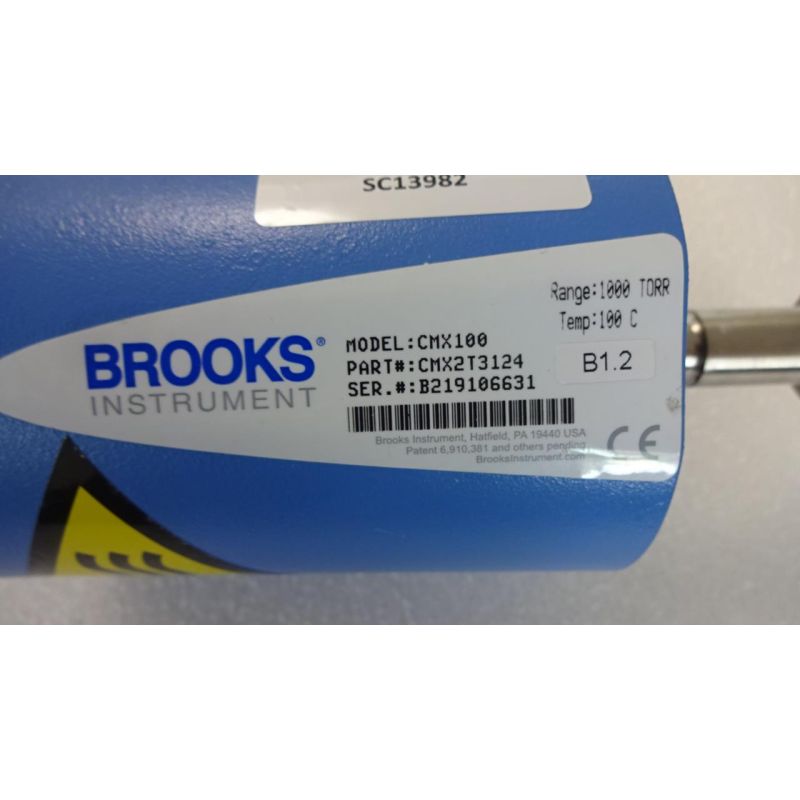 SC13982
Range:1000 TORR
Temp:100 C
B1.2
BROOKS®
INSTRUMENT
MODEL:CMX100
PART#:CMX2T3124
SER.#:B219106631
Brooks Instrument, Hatfield, PA 19440 USA
Patent 6,910,381 and others pending
BrooksInstrument.com
CE